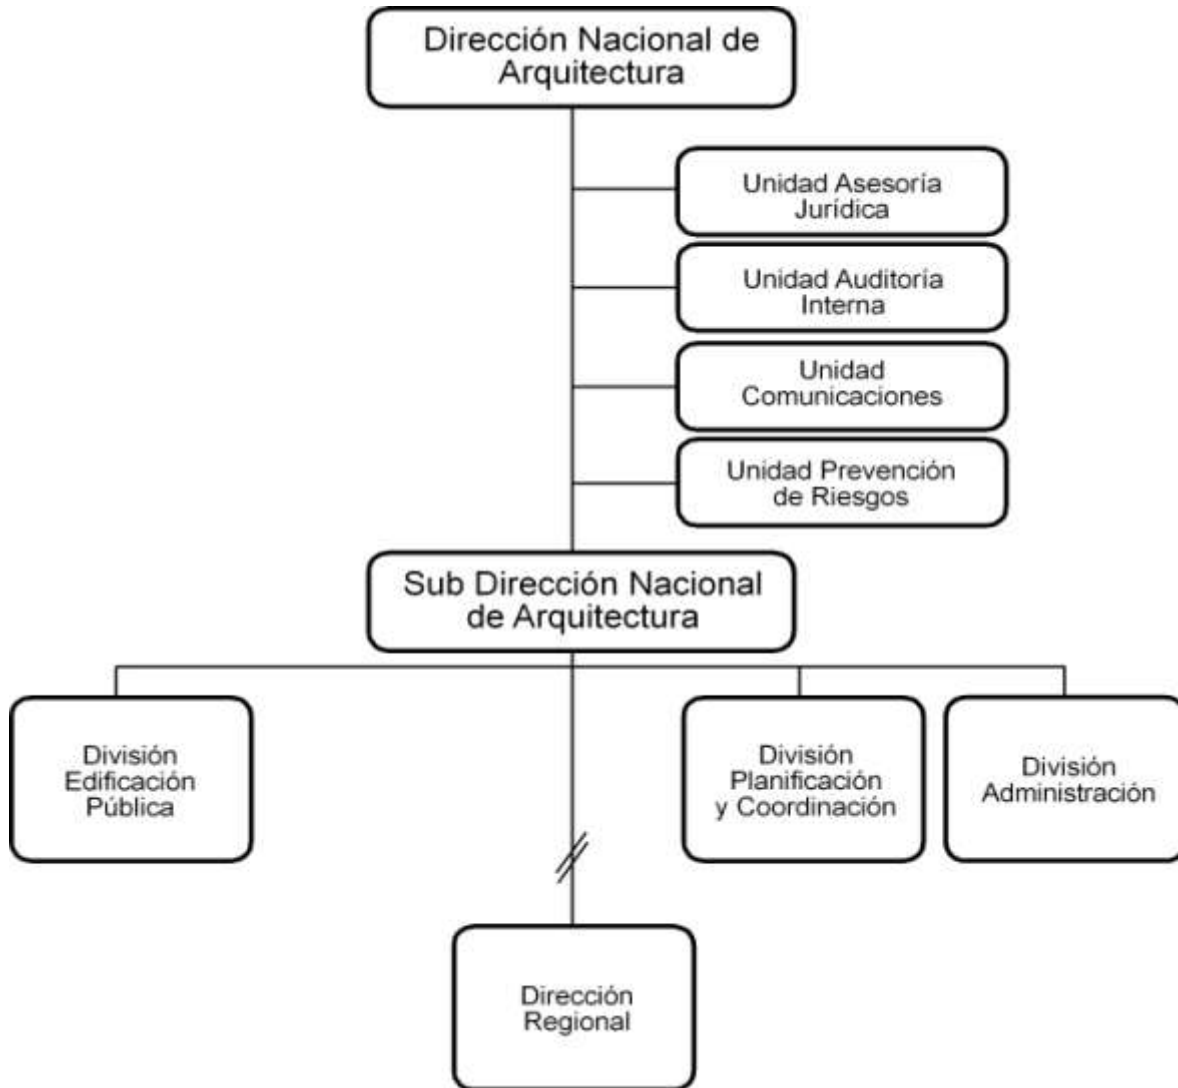 Dirección Nacional de
Arquitectura
Unidad Asesoría
Jurídica
Unidad Auditoría
Interna
Unidad
Comunicaciones
Unidad Prevención
de Riesgos
Sub Dirección Nacional
de Arquitectura
División
Edificación
Pública
División
Planificación
y Coordinación
División
Administración
Dirección
Regional